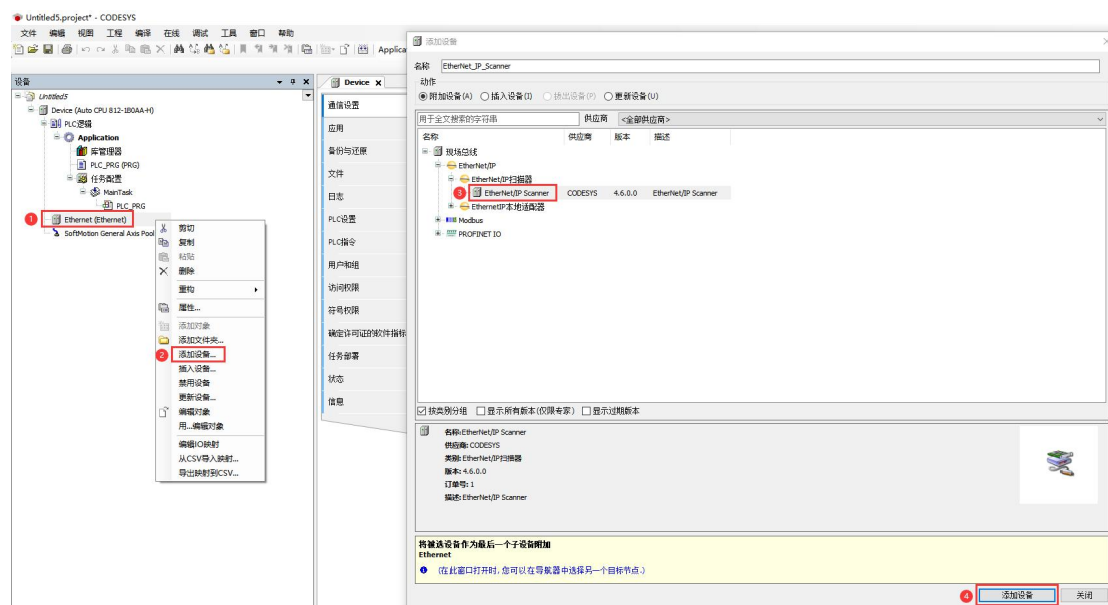 Untitled5.project* - CODESYS
文件 编辑 视图 工程 编译 在线 调试 工具 窗口 帮助
Applica
设备
Untitled5
Device (Auto CPU 812-1B0AA-H)
PLC逻辑
Application
库管理器
PLC_PRG (PRG)
任务配置
MainTask
PLC_PRG
1 Ethernet (Ethernet)
SoftMotion General Axis Pool
剪切
复制
粘贴
删除
重构
属性...
添加对象
添加文件夹...
2 添加设备...
插入设备...
禁用设备
更新设备...
编辑对象
用...编辑对象
编辑IO映射
从CSV导入映射...
导出映射到CSV...
Device
通信设置
应用
备份与还原
文件
日志
PLC设置
PLC指令
用户和组
访问权限
符号权限
确定许可证的软件指标
任务部署
状态
信息
添加设备
名称 EtherNet_IP_Scanner
动作
附加设备(A) 插入设备(I) 拔出设备(P) 更新设备(U)
用于全文搜索的字符串 供应商 <全部供应商>
名称 供应商 版本 描述
现场总线
EtherNet/IP
EtherNet/IP扫描器
3 EtherNet/IP Scanner CODESYS 4.6.0.0 EtherNet/IP Scanner
EthernetIP本地适配器
Modbus
PROFINET IO
按类别分组 显示所有版本(仅限专家) 显示过期版本
名称: EtherNet/IP Scanner
供应商: CODESYS
类别: EtherNet/IP扫描器
版本: 4.6.0.0
订单号: 1
描述: EtherNet/IP Scanner
将被选设备作为最后一个子设备附加
Ethernet
(在此窗口打开时,您可以在导航器中选择另一个目标节点.)
4 添加设备 关闭